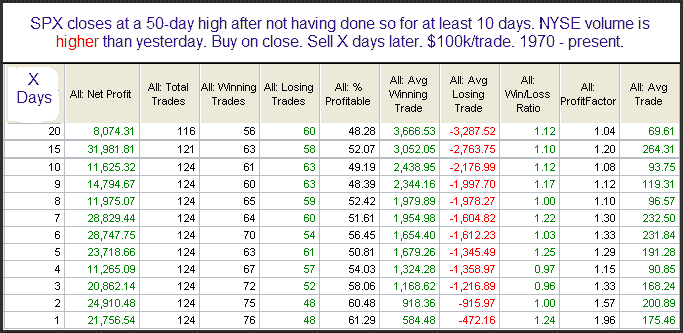 SPX closes at a 50-day high after not having done so for at least 10 days. NYSE volume is
higher than yesterday. Buy on close. Sell X days later. $100k/trade. 1970 - present.
X Days All: Net Profit All: Total Trades All: Winning Trades All: Losing Trades All: % Profitable All: Avg Winning Trade All: Avg Losing Trade All: Win/Loss Ratio All: ProfitFactor All: Avg Trade
20 8,074.31 116 56 60 48.28 3,666.53 -3,287.52 1.12 1.04 69.61
15 31,981.81 121 63 58 52.07 3,052.05 -2,763.75 1.10 1.20 264.31
10 11,625.32 124 61 63 49.19 2,438.95 -2,176.99 1.12 1.08 93.75
9 14,794.67 124 60 63 48.39 2,344.16 -1,997.70 1.17 1.12 119.31
8 11,975.07 124 65 59 52.42 1,979.89 -1,978.27 1.00 1.10 96.57
7 28,829.44 124 64 60 51.61 1,954.98 -1,604.82 1.22 1.30 232.50
6 28,747.75 124 70 54 56.45 1,654.40 -1,612.23 1.03 1.33 231.84
5 23,718.66 124 63 61 50.81 1,679.26 -1,345.49 1.25 1.29 191.28
4 11,265.09 124 67 57 54.03 1,324.28 -1,358.97 0.97 1.15 90.85
3 20,862.14 124 72 52 58.06 1,168.62 -1,216.89 0.96 1.33 168.24
2 24,910.48 124 75 48 60.48 918.36 -915.97 1.00 1.57 200.89
1 21,756.54 124 76 48 61.29 584.48 -472.16 1.24 1.96 175.46